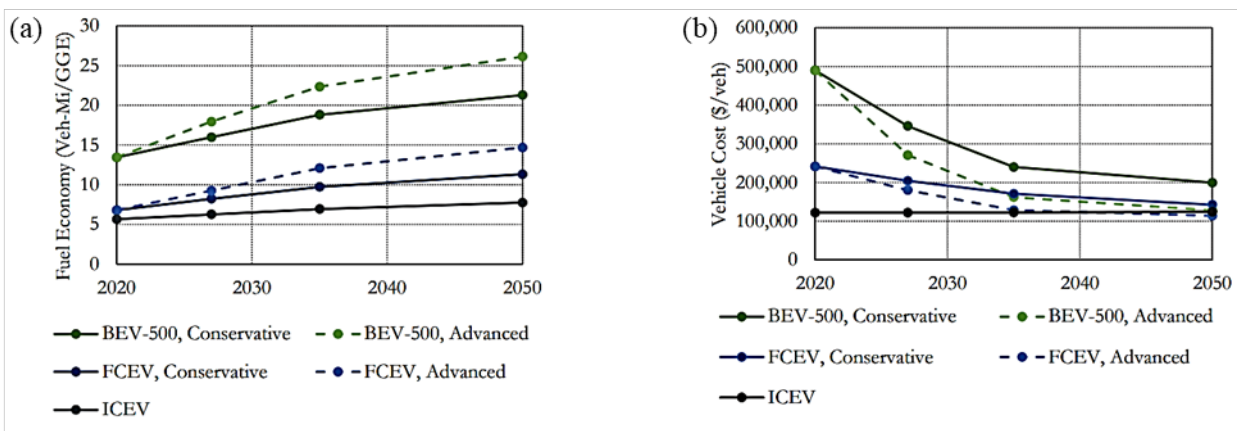 (a)
Fuel Economy (Veh-Mi/GGE)
30
25
20
15
10
5
0
2020 2030 2040 2050
BEV-500, Conservative BEV-500, Advanced
FCEV, Conservative FCEV, Advanced
ICEV
(b)
Vehicle Cost ($/veh)
$600,000
$500,000
400,000
300,000
200,000
100,000
0
2020 2030 2040 2050
BEV-500, Conservative BEV-500, Advanced
FCEV, Conservative FCEV, Advanced
ICEV